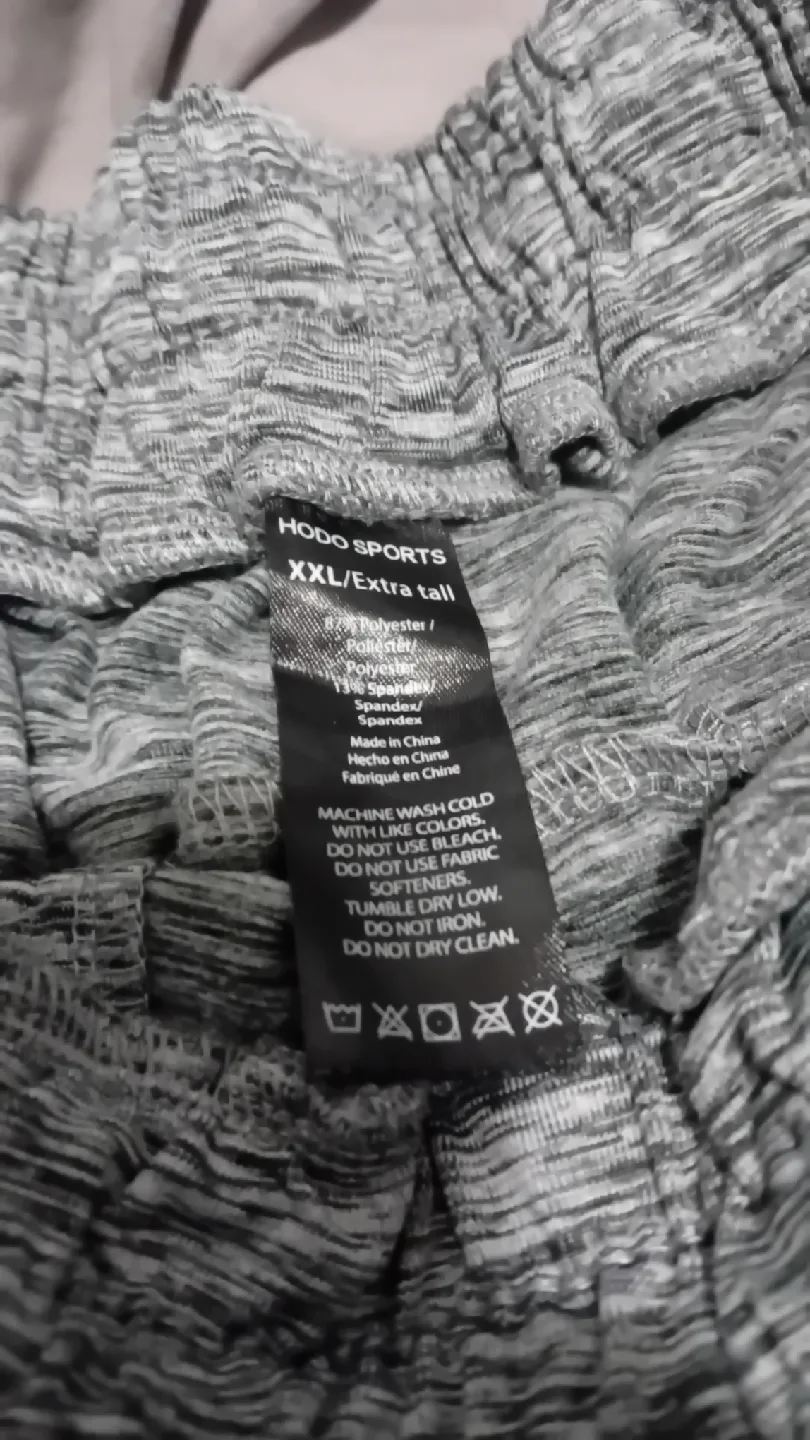 HODO SPORTS
XXL/Extra tall
87% Polyester /
Poliéster/
Polyester
13% Spandex/
Spandex/
Spandex
Made in China
Hecho en China
Fabriqué en Chine
MACHINE WASH COLD
WITH LIKE COLORS.
DO NOT USE BLEACH.
DO NOT USE FABRIC
SOFTENERS.
TUMBLE DRY LOW.
DO NOT IRON.
DO NOT DRY CLEAN.